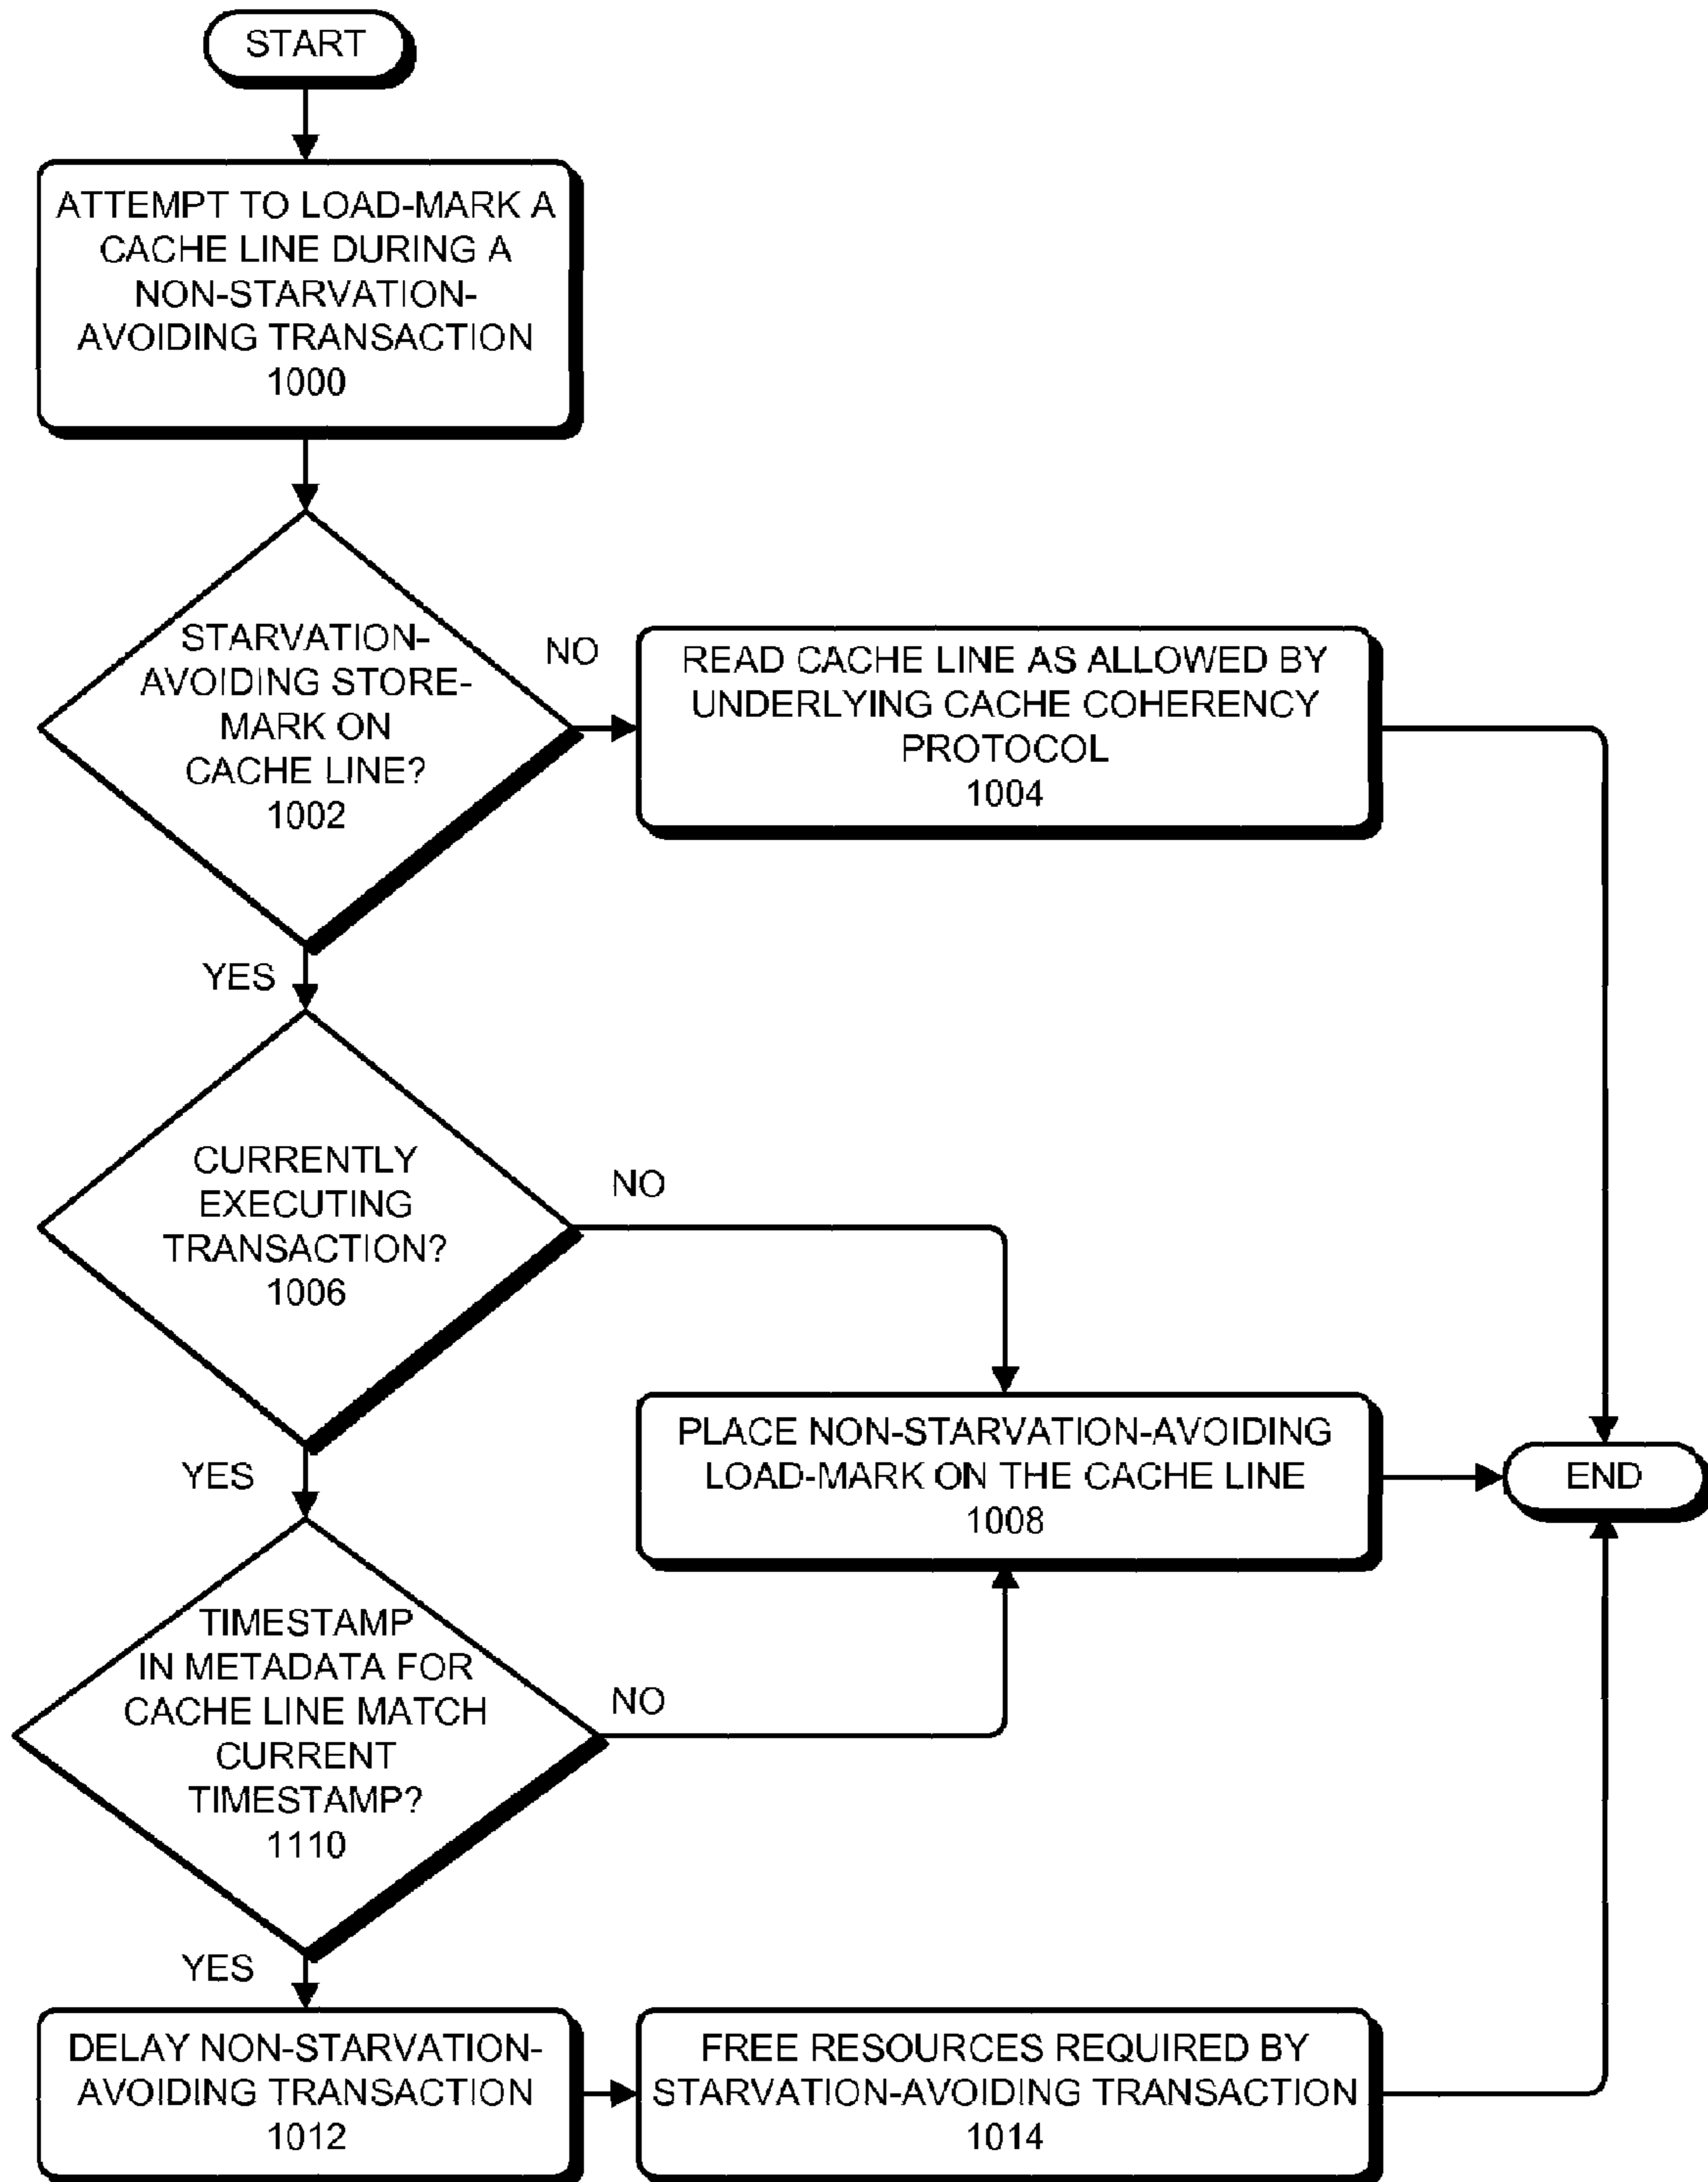 START
ATTEMPT TO LOAD-MARK A
CACHE LINE DURING A
NON-STARVATION-
AVOIDING TRANSACTION
1000
STARVATION-
AVOIDING STORE-
MARK ON
CACHE LINE?
1002
NO
READ CACHE LINE AS ALLOWED BY
UNDERLYING CACHE COHERENCY
PROTOCOL
1004
YES
CURRENTLY
EXECUTING
TRANSACTION?
1006
NO
PLACE NON-STARVATION-AVOIDING
LOAD-MARK ON THE CACHE LINE
1008
END
YES
TIMESTAMP
IN METADATA FOR
CACHE LINE MATCH
CURRENT
TIMESTAMP?
1110
NO
YES
DELAY NON-STARVATION-
AVOIDING TRANSACTION
1012
FREE RESOURCES REQUIRED BY
STARVATION-AVOIDING TRANSACTION
1014